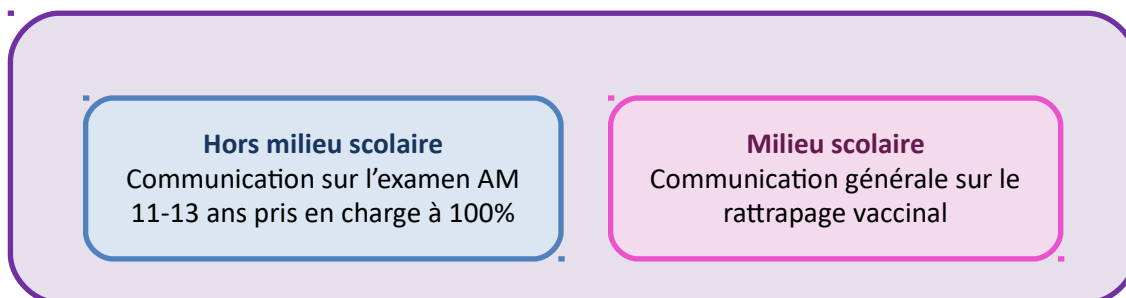 Hors milieu scolaire
Communication sur l’examen AM
11-13 ans pris en charge à 100%
Milieu scolaire
Communication générale sur le
rattrapage vaccinal